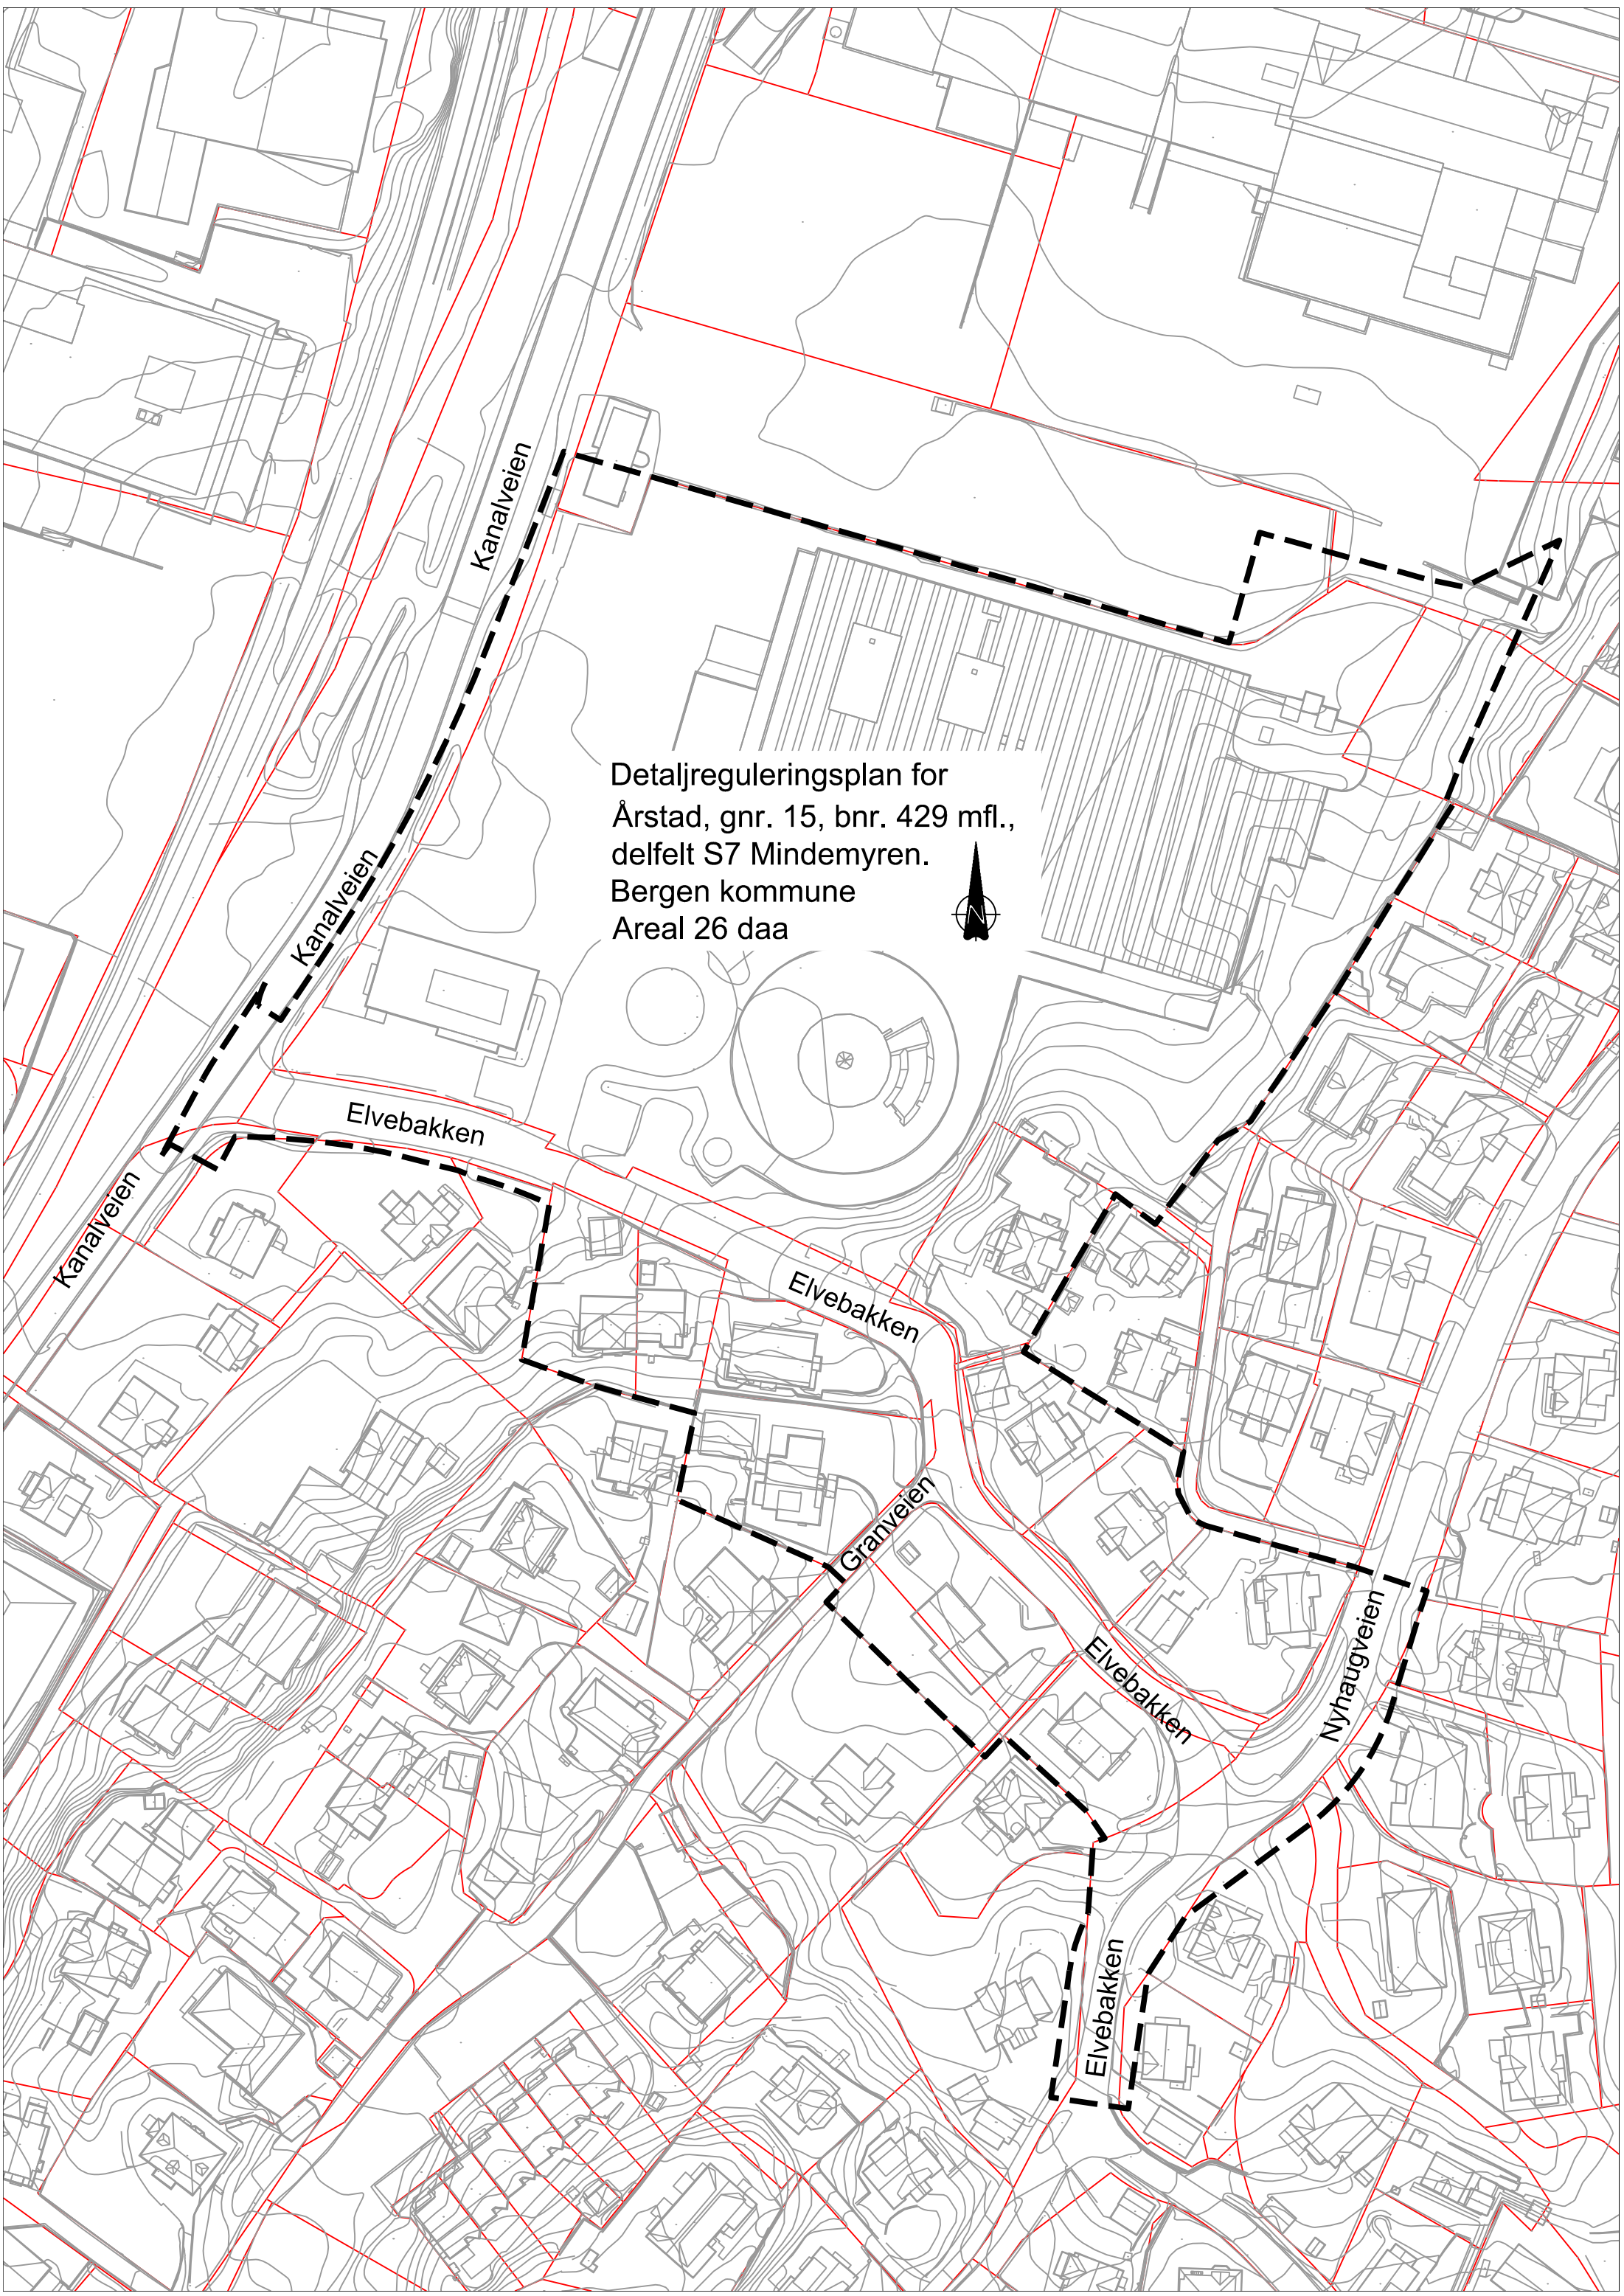 Kanalveien
Detaljreguleringsplan for
Årstad, gnr. 15, bnr. 429 mfl.,
delfelt S7 Mindemyren.
Bergen kommune
Areal 26 daa
N
Kanalveien
Elvebakken
Kanalveien
Elvebakken
Granveien
Elvebakken
Nyhaugveien
Elvebakken